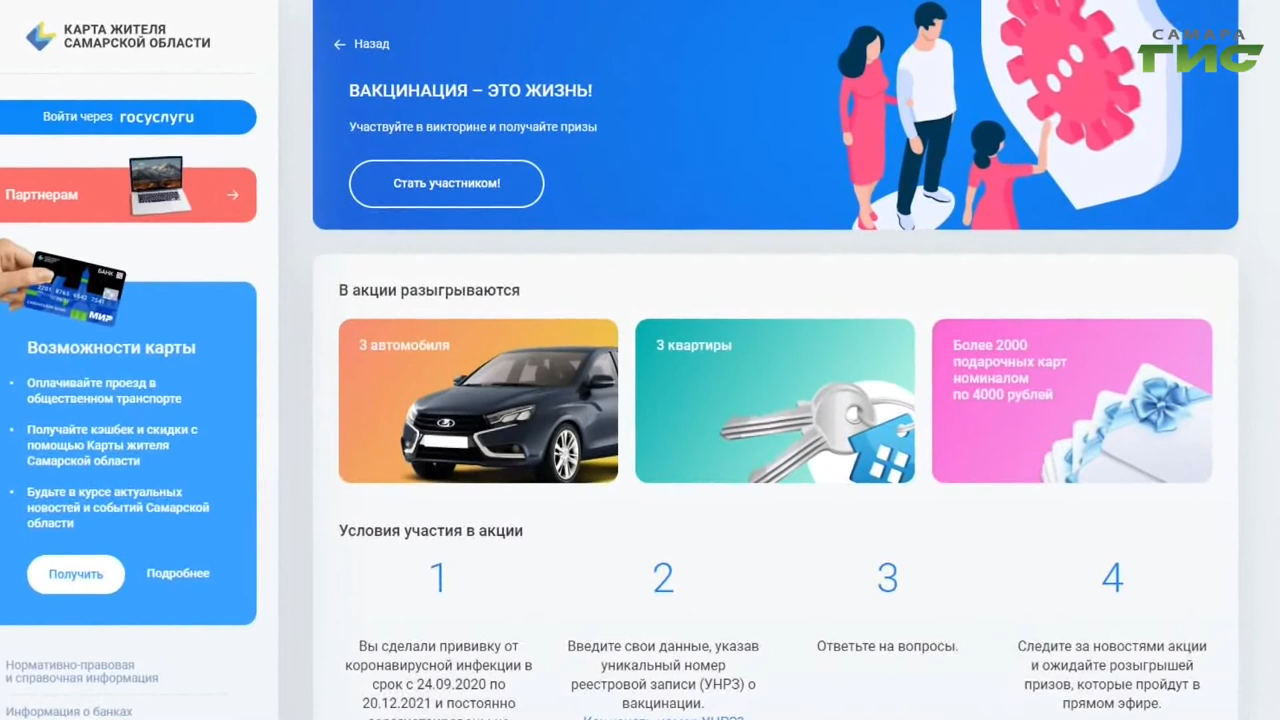 КАРТА ЖИТЕЛЯ
САМАРСКОЙ ОБЛАСТИ
Войти через госуслуги
Партнерам
БАНК
МИР
Возможности карты
• Оплачивайте проезд в
общественном транспорте
• Получайте кэшбек и скидки с
помощью Карты жителя
Самарской области
• Будьте в курсе актуальных
новостей и событий Самарской
области
Получить
Подробнее
Нормативно-правовая
и справочная информация
Информация о банках
САМАРА
ГИС
Назад
ВАКЦИНАЦИЯ – ЭТО ЖИЗНЬ!
Участвуйте в викторине и получайте призы
Стать участником!
В акции разыгрываются
3 автомобиля
3 квартиры
Более 2000
подарочных карт
номиналом
по 4000 рублей
Условия участия в акции
1
Вы сделали прививку от
коронавирусной инфекции в
срок с 24.09.2020 по
20.12.2021 и постоянно
2
Введите свои данные, указав
уникальный номер
реестровой записи (УНРЗ) о
вакцинации.
3
Ответьте на вопросы.
4
Следите за новостями акции
и ожидайте розыгрышей
призов, которые пройдут в
прямом эфире.